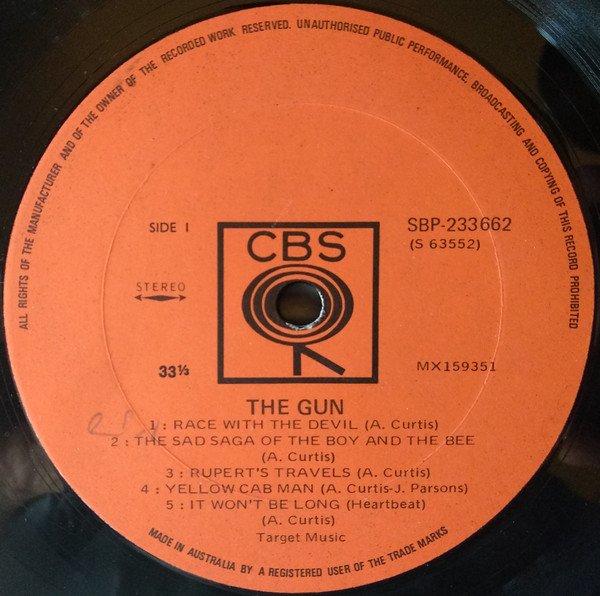 ALL RIGHTS OF THE MANUFACTURER AND OF THE OWNER OF THE RECORDED WORK RESERVED. UNAUTHORISED PUBLIC PERFORMANCE, BROADCASTING AND COPYING OF THIS RECORD PROHIBITED
SIDE 1
CBS
SBP-233662
(S 63552)
STEREO
33⅓
MX159351
THE GUN
1 : RACE WITH THE DEVIL (A. Curtis)
2 : THE SAD SAGA OF THE BOY AND THE BEE
(A. Curtis)
3 : RUPERT'S TRAVELS (A. Curtis)
4 : YELLOW CAB MAN (A. Curtis-J. Parsons)
5 : IT WON'T BE LONG (Heartbeat)
(A. Curtis)
Target Music
MADE IN AUSTRALIA BY A REGISTERED USER OF THE TRADE MARKS